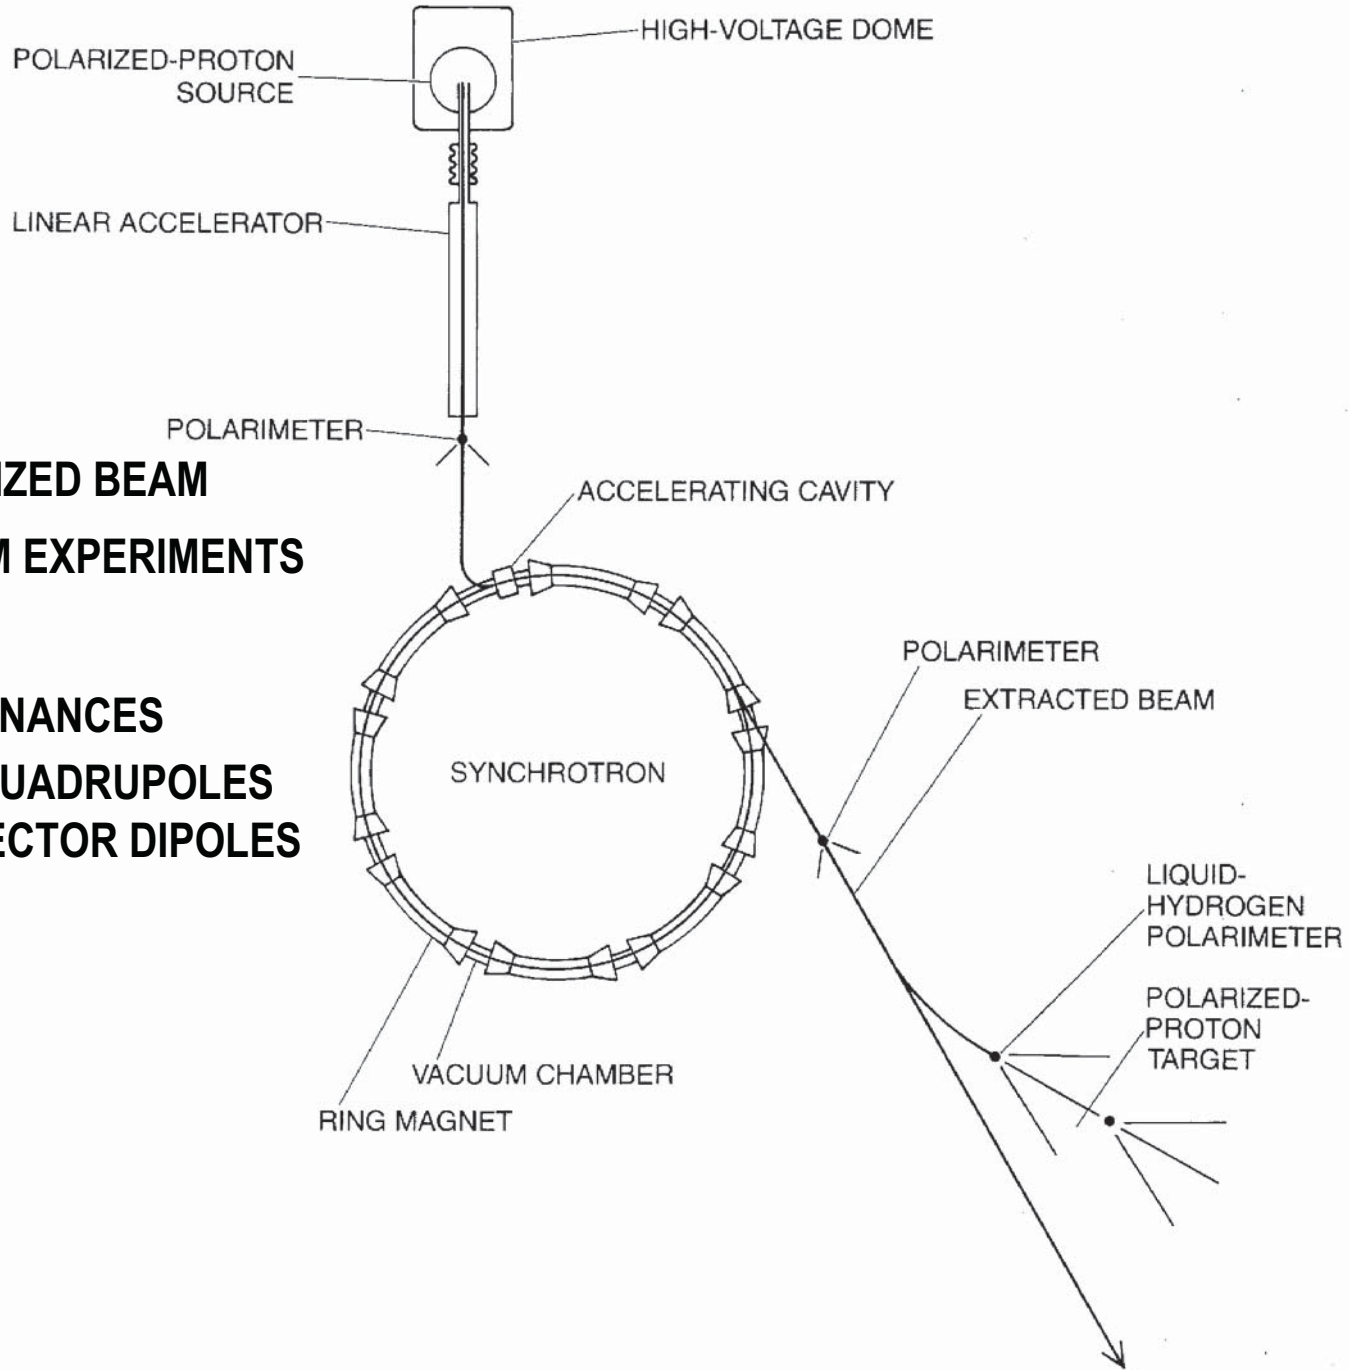 HIGH-VOLTAGE DOME
POLARIZED-PROTON
SOURCE
LINEAR ACCELERATOR
POLARIMETER
IZED BEAM
ACCELERATING CAVITY
M EXPERIMENTS
POLARIMETER
EXTRACTED BEAM
NANCES
SYNCHROTRON
UADRUPOLES
ECTOR DIPOLES
LIQUID-
HYDROGEN
POLARIMETER
POLARIZED-
PROTON
TARGET
VACUUM CHAMBER
RING MAGNET